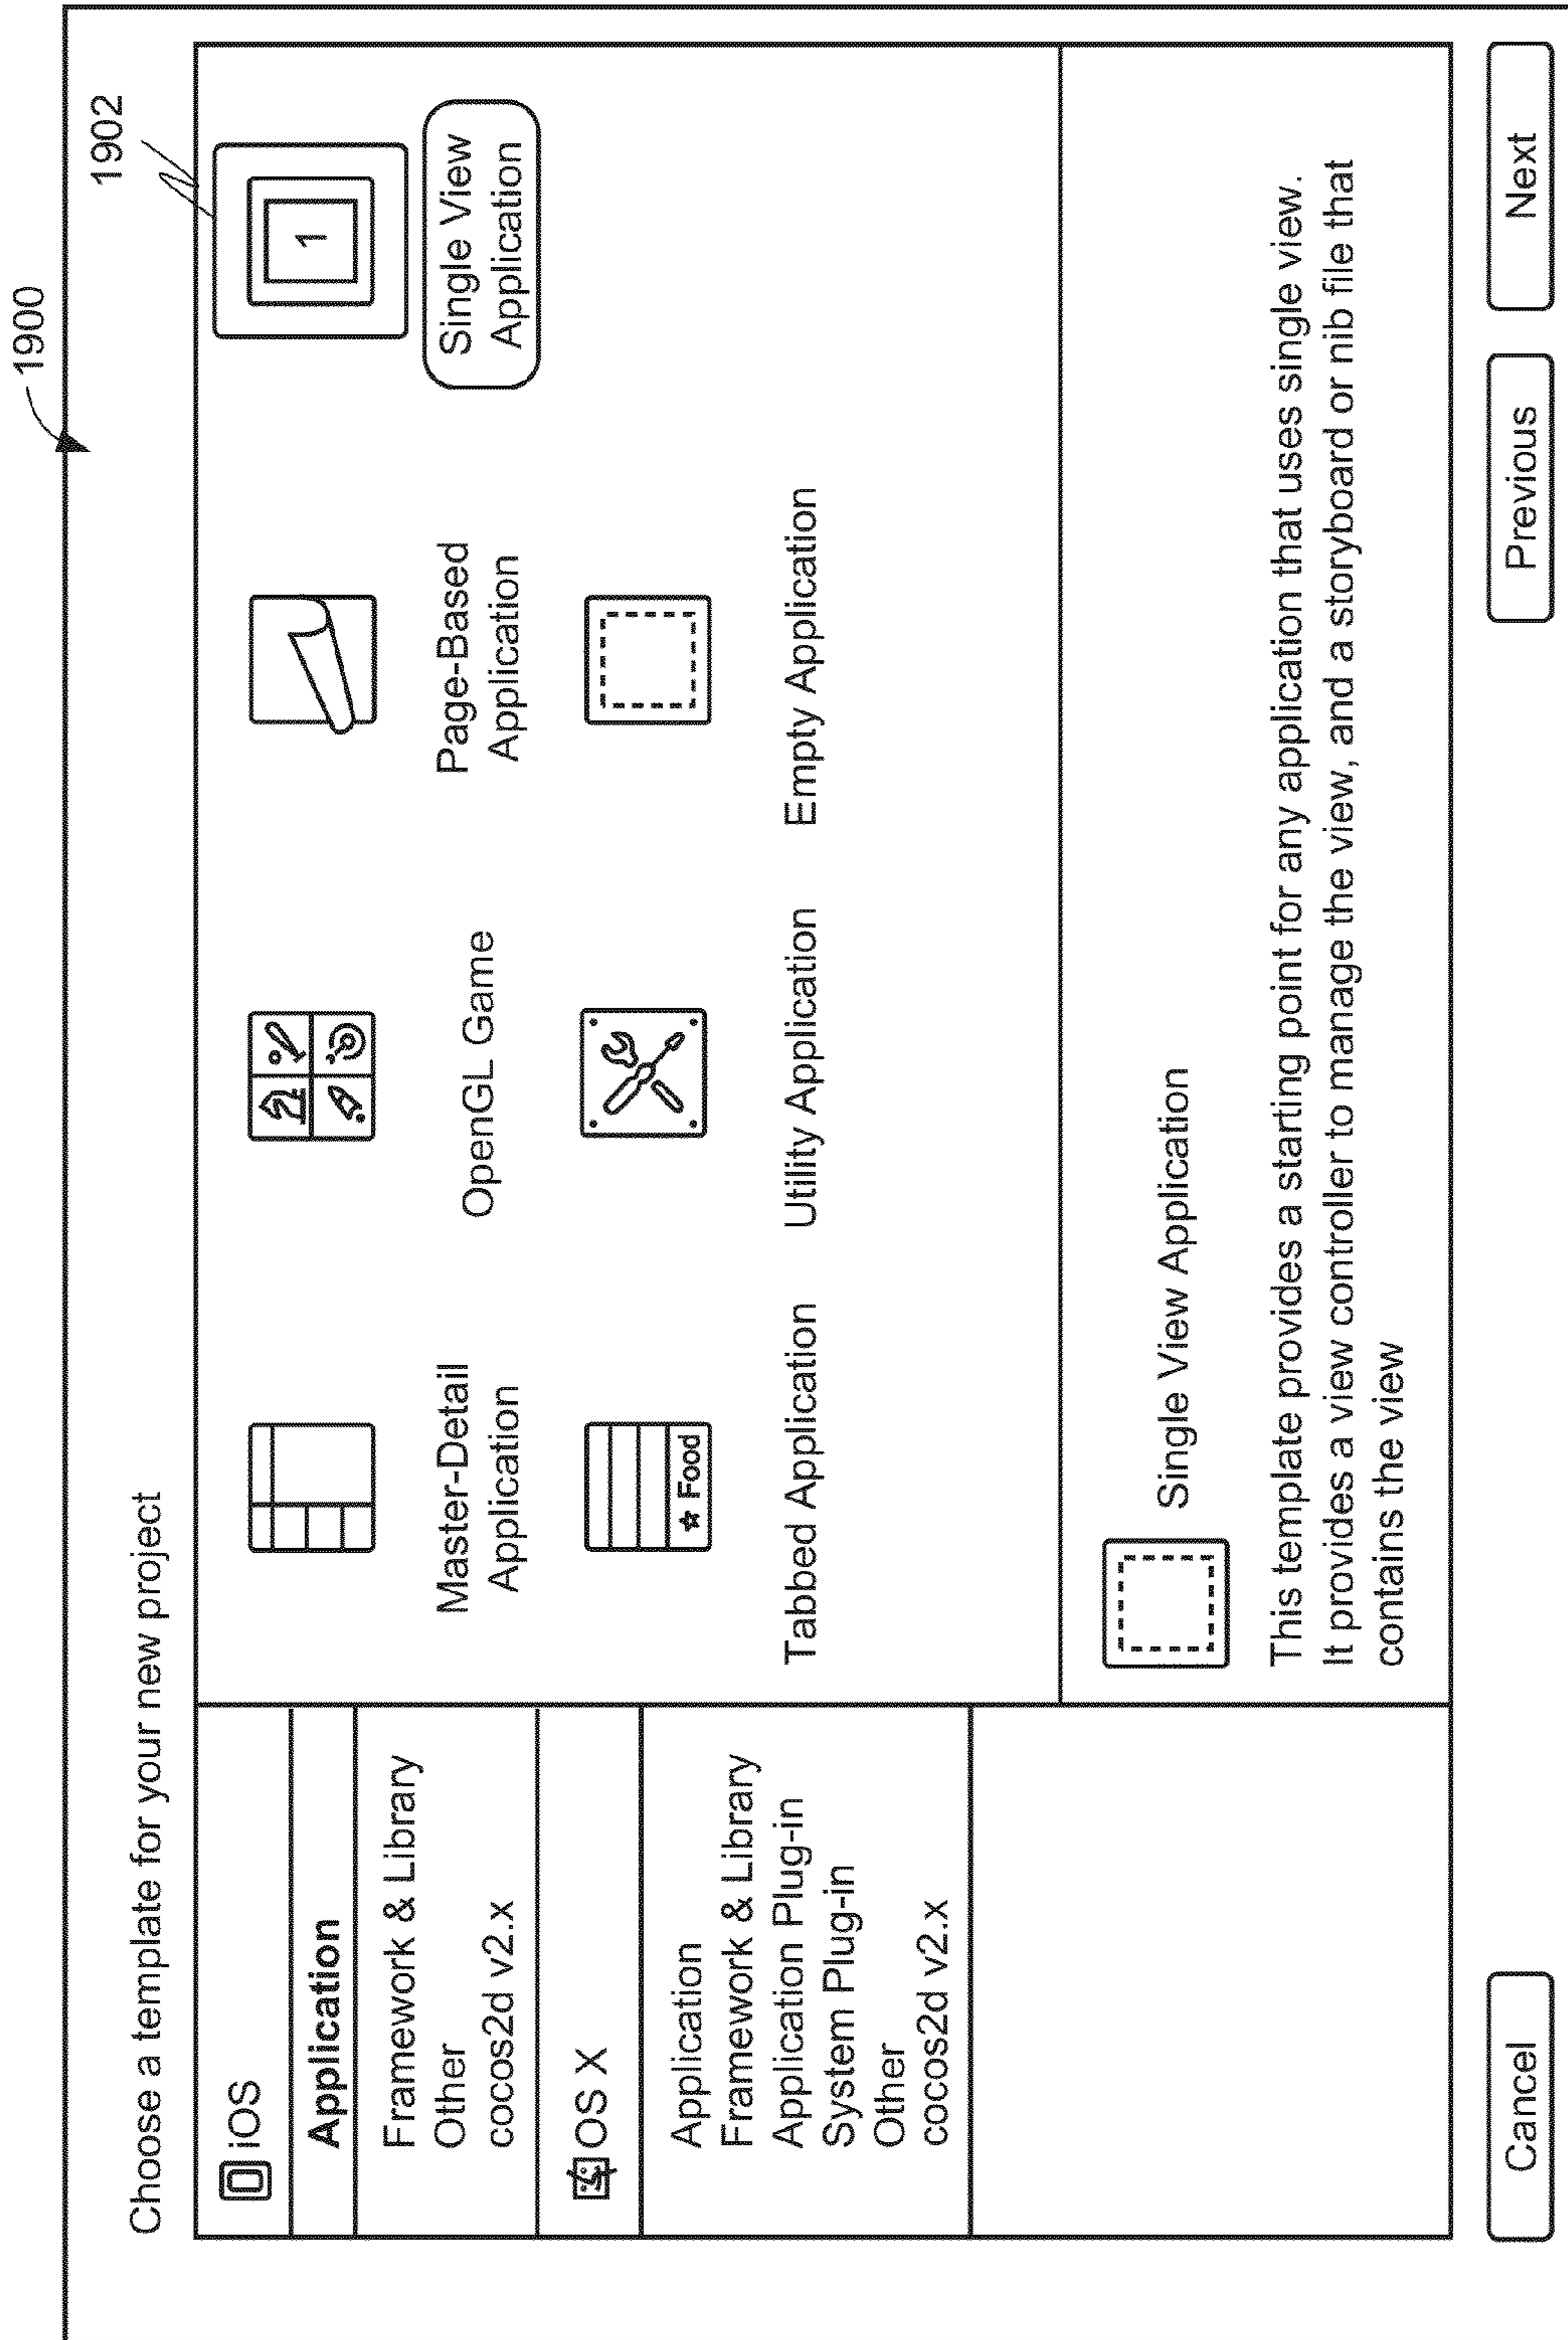 1900
Choose a template for your new project
1902
iOS
Application
Framework & Library
Other
cocos2d v2.x
OS X
Application
Framework & Library
Application Plug-in
System Plug-in
Other
cocos2d v2.x
Master-Detail
Application
OpenGL Game
Page-Based
Application
1
Single View
Application
☆ Food
Tabbed Application
Utility Application
Empty Application
Single View Application
This template provides a starting point for any application that uses single view.
It provides a view controller to manage the view, and a storyboard or nib file that
contains the view
Cancel
Previous
Next